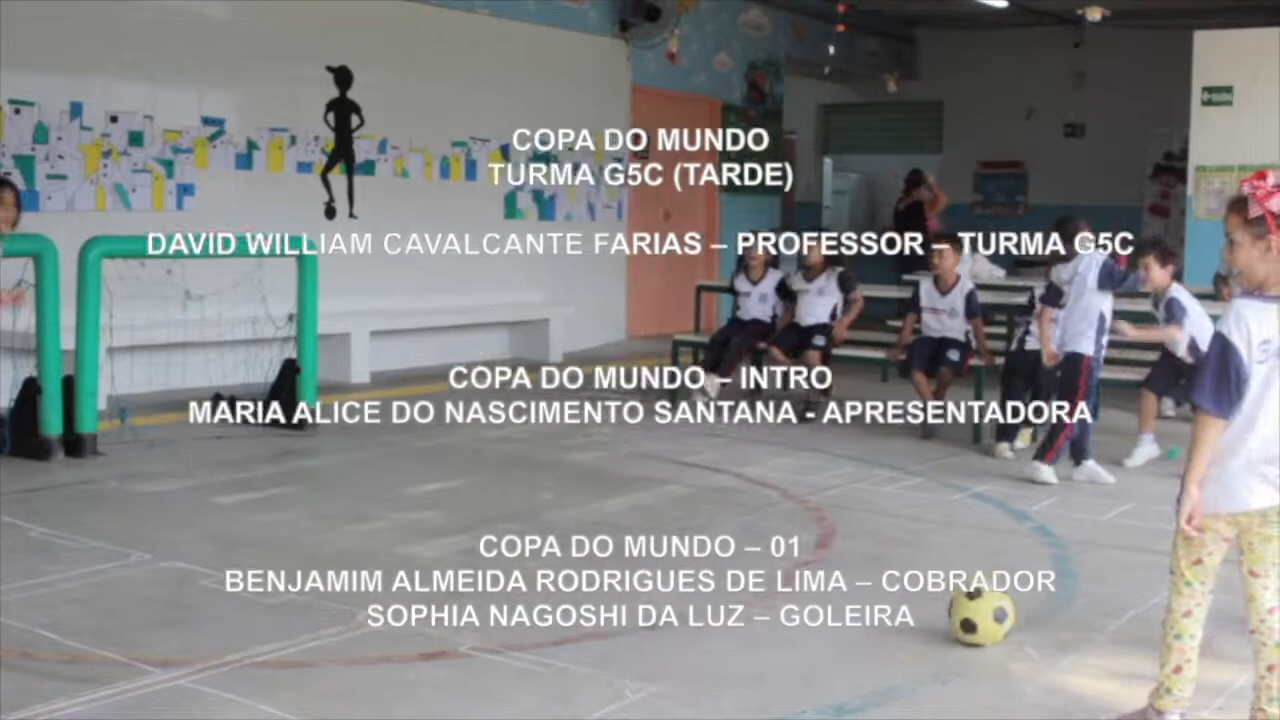 COPA DO MUNDO
TURMA G5C (TARDE)
DAVID WILLIAM CAVALCANTE FARIAS – PROFESSOR – TURMA G5C
COPA DO MUNDO – INTRO
MARIA ALICE DO NASCIMENTO SANTANA - APRESENTADORA
COPA DO MUNDO – 01
BENJAMIM ALMEIDA RODRIGUES DE LIMA – COBRADOR
SOPHIA NAGOSHI DA LUZ – GOLEIRA